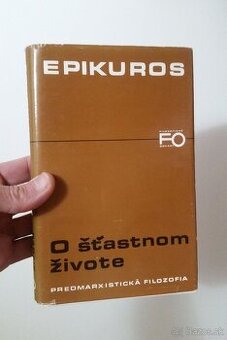 EPIKUROS
FO
O šťastnom
živote
PREDMARXISTICKÁ FILOZOFIA